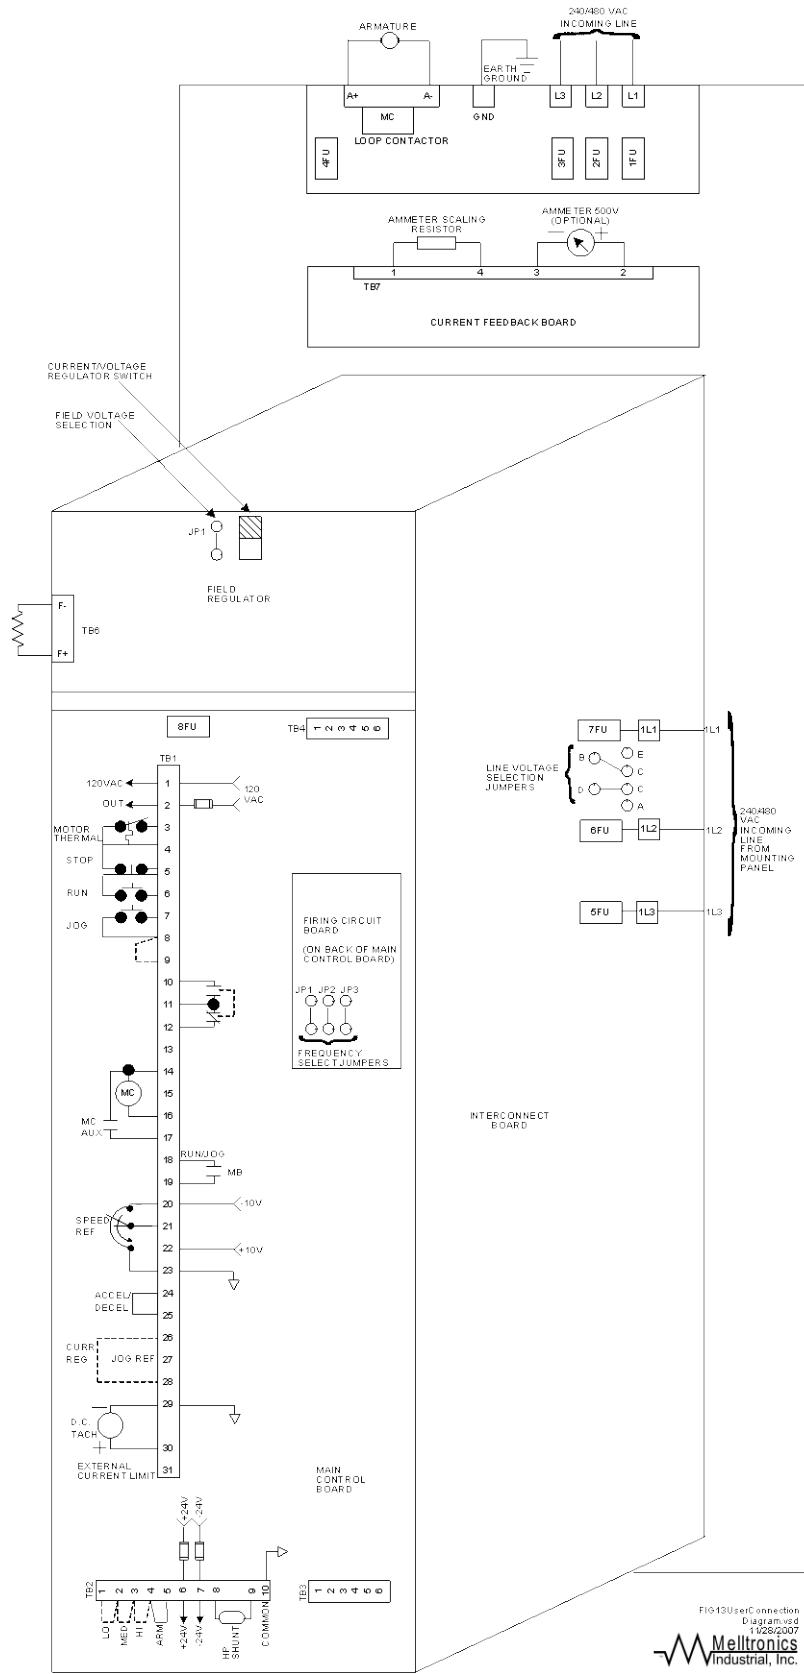 ARMATURE
240/480 VAC
INCOMING LINE
EARTH
GROUND
A+
A-
L3
L2
L1
MC
GND
LOOP CONTACTOR
4FU
3FU
2FU
1FU
AMMETER SCALING
RESISTOR
AMMETER 500V
(OPTIONAL)
− +
1
4
3
2
TB7
CURRENT FEEDBACK BOARD
CURRENT/VOLTAGE
REGULATOR SWITCH
FIELD VOLTAGE
SELECTION
JP1
FIELD
REGULATOR
F-
TB6
F+
8FU
TB4
1 2 3 4 5 6
7FU
1L1
1L1
LINE VOLTAGE
SELECTION
JUMPERS
B
E
C
D
C
A
6FU
1L2
1L2
5FU
1L3
1L3
240/480
VAC
INCOMING
LINE
FROM
MOUNTING
PANEL
TB1
120VAC
1
120
VAC
OUT
2
MOTOR
THERMAL
3
4
STOP
5
RUN
6
7
JOG
8
9
10
11
12
13
14
MC
15
16
MC
AUX
17
18
RUN/JOG
MB
19
20
-10V
SPEED
REF
21
22
+10V
23
24
ACCEL/
DECEL
25
26
CURR
REG
JOG REF
27
28
29
−
D.C.
TACH
+
30
EXTERNAL
CURRENT LIMIT
31
FIRING CIRCUIT
BOARD
(ON BACK OF MAIN
CONTROL BOARD)
JP1 JP2 JP3
FREQUENCY
SELECT JUMPERS
INTERCONNECT
BOARD
MAIN
CONTROL
BOARD
+24V
-24V
TB2
1 2 3 4 5 6 7 8 9 10
LO
MED
HI
ARM
+24V
-24V
HP
SHUNT
COMMON
TB3
1 2 3 4 5 6
FIG13UserConnection
Diagram.vsd
11/28/2007
Melltronics
Industrial, Inc.